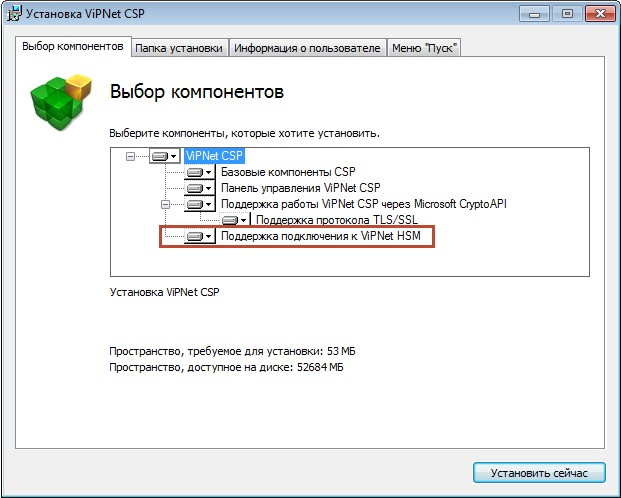 Установка ViPNet CSP
Выбор компонентов
Папка установки
Информация о пользователе
Меню "Пуск"
Выбор компонентов
Выберите компоненты, которые хотите установить.
ViPNet CSP
Базовые компоненты CSP
Панель управления ViPNet CSP
Поддержка работы ViPNet CSP через Microsoft CryptoAPI
Поддержка протокола TLS/SSL
Поддержка подключения к ViPNet HSM
Установка ViPNet CSP
Пространство, требуемое для установки: 53 МБ
Пространство, доступное на диске: 52684 МБ
Установить сейчас